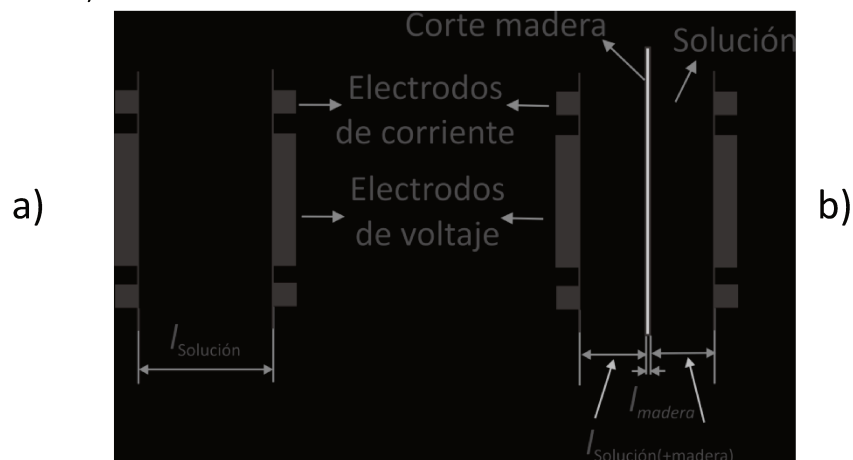 Corte madera
Solución
Electrodos
de corriente
Electrodos
de voltaje
a)
b)
lSolución
lmadera
lSolución(+madera)